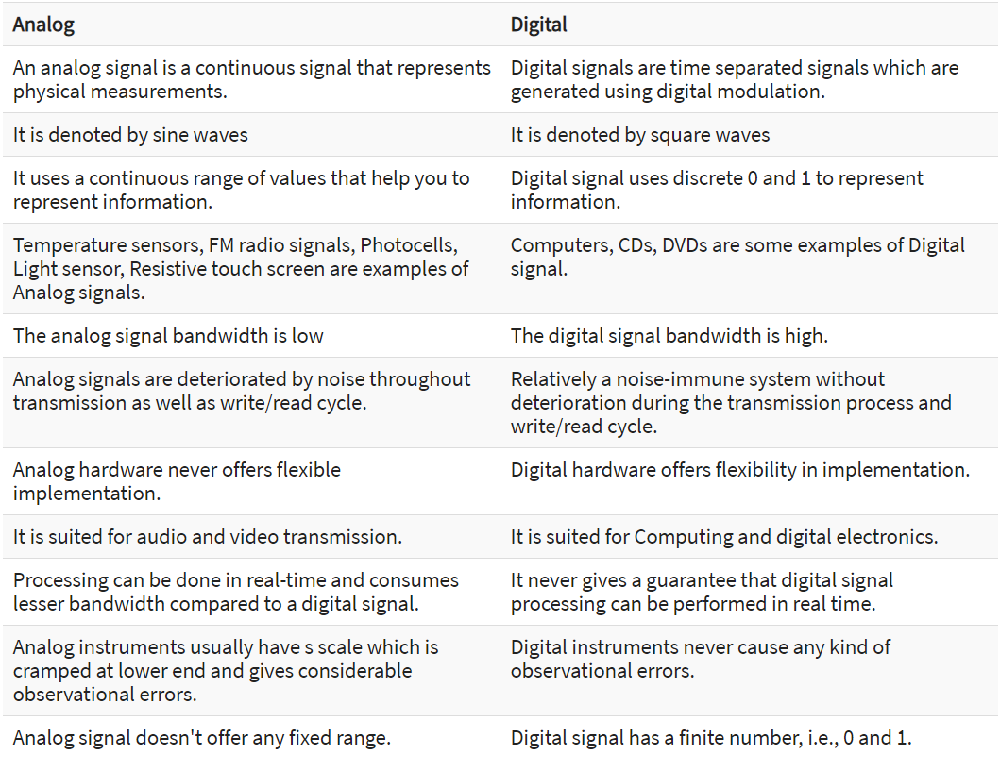 Analog
Digital
An analog signal is a continuous signal that represents
physical measurements.
Digital signals are time separated signals which are
generated using digital modulation.
It is denoted by sine waves
It is denoted by square waves
It uses a continuous range of values that help you to
represent information.
Digital signal uses discrete 0 and 1 to represent
information.
Temperature sensors, FM radio signals, Photocells,
Light sensor, Resistive touch screen are examples of
Analog signals.
Computers, CDs, DVDs are some examples of Digital
signal.
The analog signal bandwidth is low
The digital signal bandwidth is high.
Analog signals are deteriorated by noise throughout
transmission as well as write/read cycle.
Relatively a noise-immune system without
deterioration during the transmission process and
write/read cycle.
Analog hardware never offers flexible
implementation.
Digital hardware offers flexibility in implementation.
It is suited for audio and video transmission.
It is suited for Computing and digital electronics.
Processing can be done in real-time and consumes
lesser bandwidth compared to a digital signal.
It never gives a guarantee that digital signal
processing can be performed in real time.
Analog instruments usually have s scale which is
cramped at lower end and gives considerable
observational errors.
Digital instruments never cause any kind of
observational errors.
Analog signal doesn't offer any fixed range.
Digital signal has a finite number, i.e., 0 and 1.